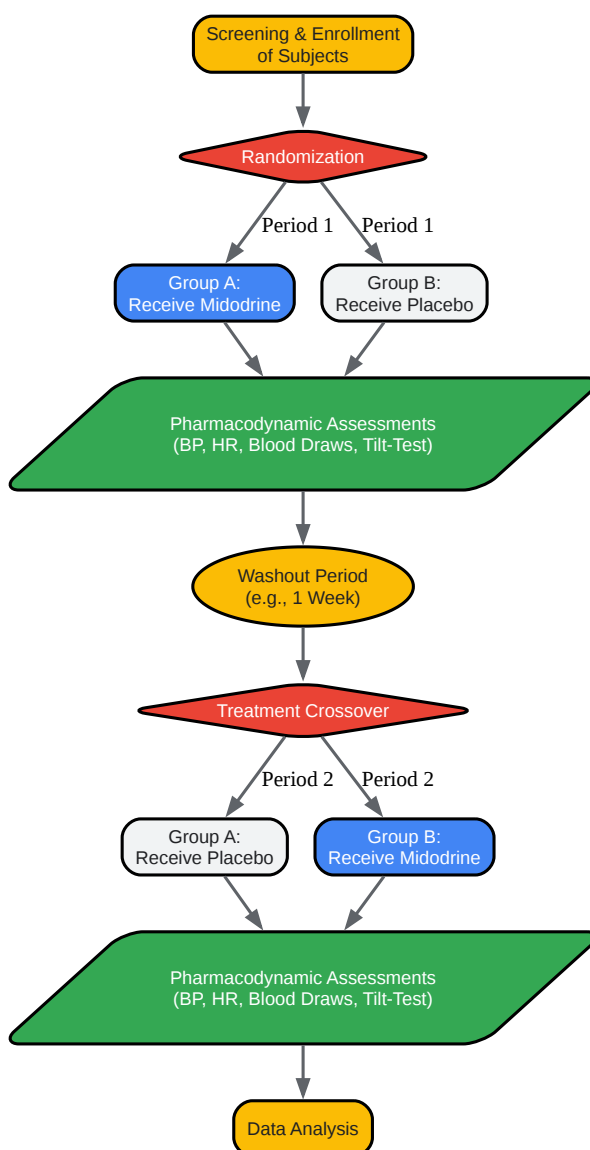 Screening & Enrollment
of Subjects
Randomization
Period 1
Period 1
Group A:
Receive Midodrine
Group B:
Receive Placebo
Pharmacodynamic Assessments
(BP, HR, Blood Draws, Tilt-Test)
Washout Period
(e.g., 1 Week)
Treatment Crossover
Period 2
Period 2
Group A:
Receive Placebo
Group B:
Receive Midodrine
Pharmacodynamic Assessments
(BP, HR, Blood Draws, Tilt-Test)
Data Analysis